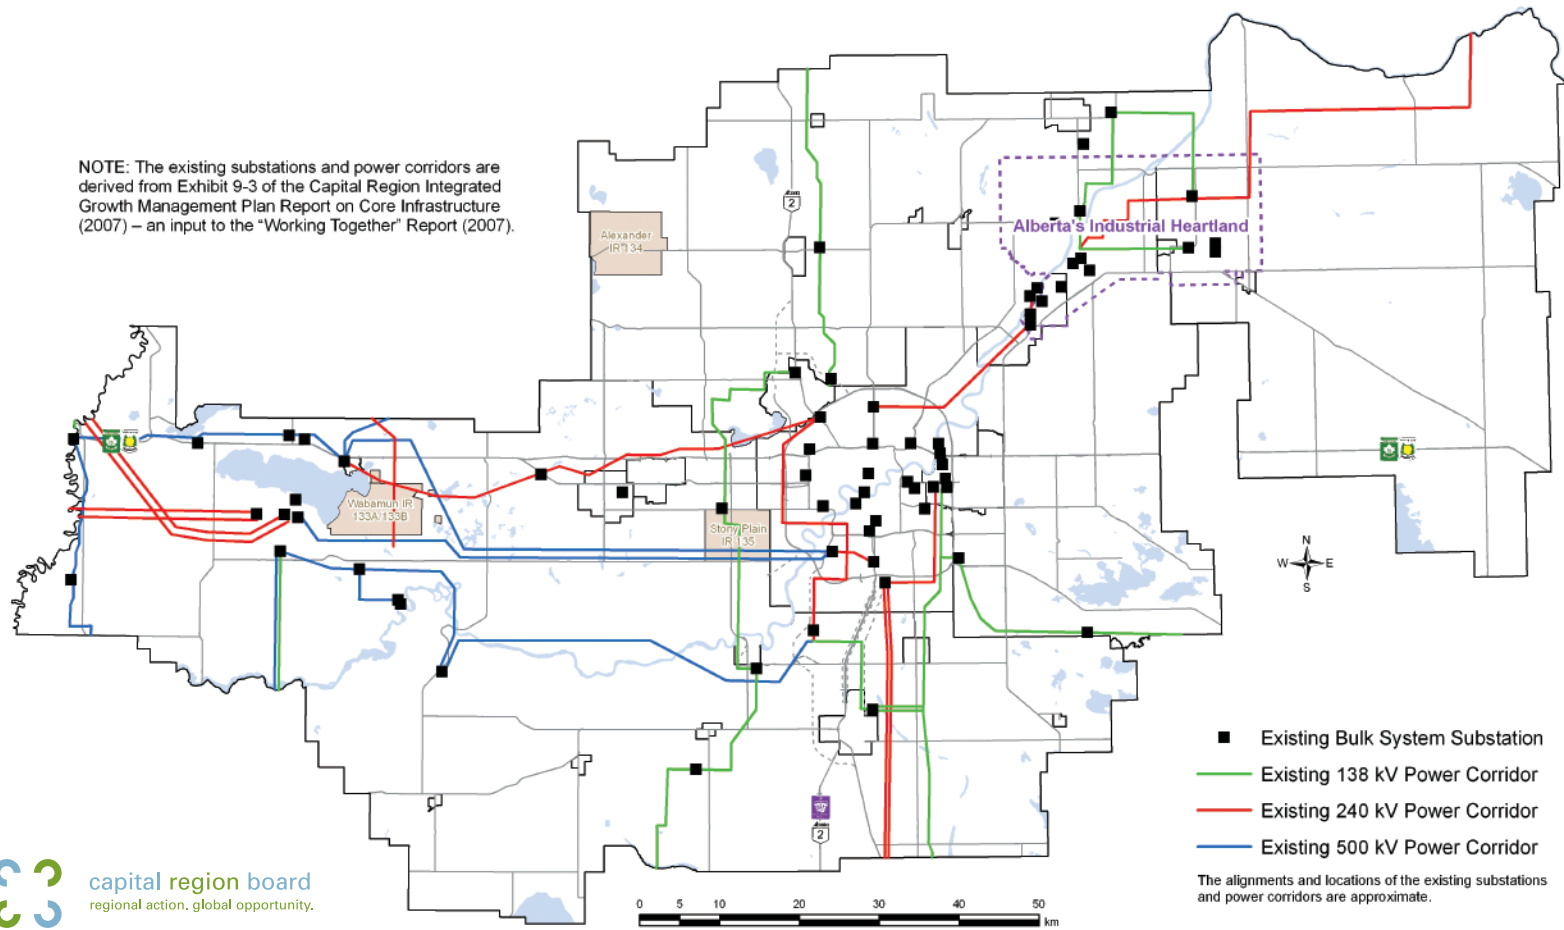 NOTE: The existing substations and power corridors are
derived from Exhibit 9-3 of the Capital Region Integrated
Growth Management Plan Report on Core Infrastructure
(2007) – an input to the "Working Together" Report (2007).
2
Alexander
IR 134
Alberta's Industrial Heartland
Wabamun IR
133A/133B
Stony Plain
IR 135
N
W
E
S
Existing Bulk System Substation
Existing 138 kV Power Corridor
Existing 240 kV Power Corridor
Existing 500 kV Power Corridor
The alignments and locations of the existing substations
and power corridors are approximate.
2
capital region board
regional action. global opportunity.
0 5 10 20 30 40 50
km